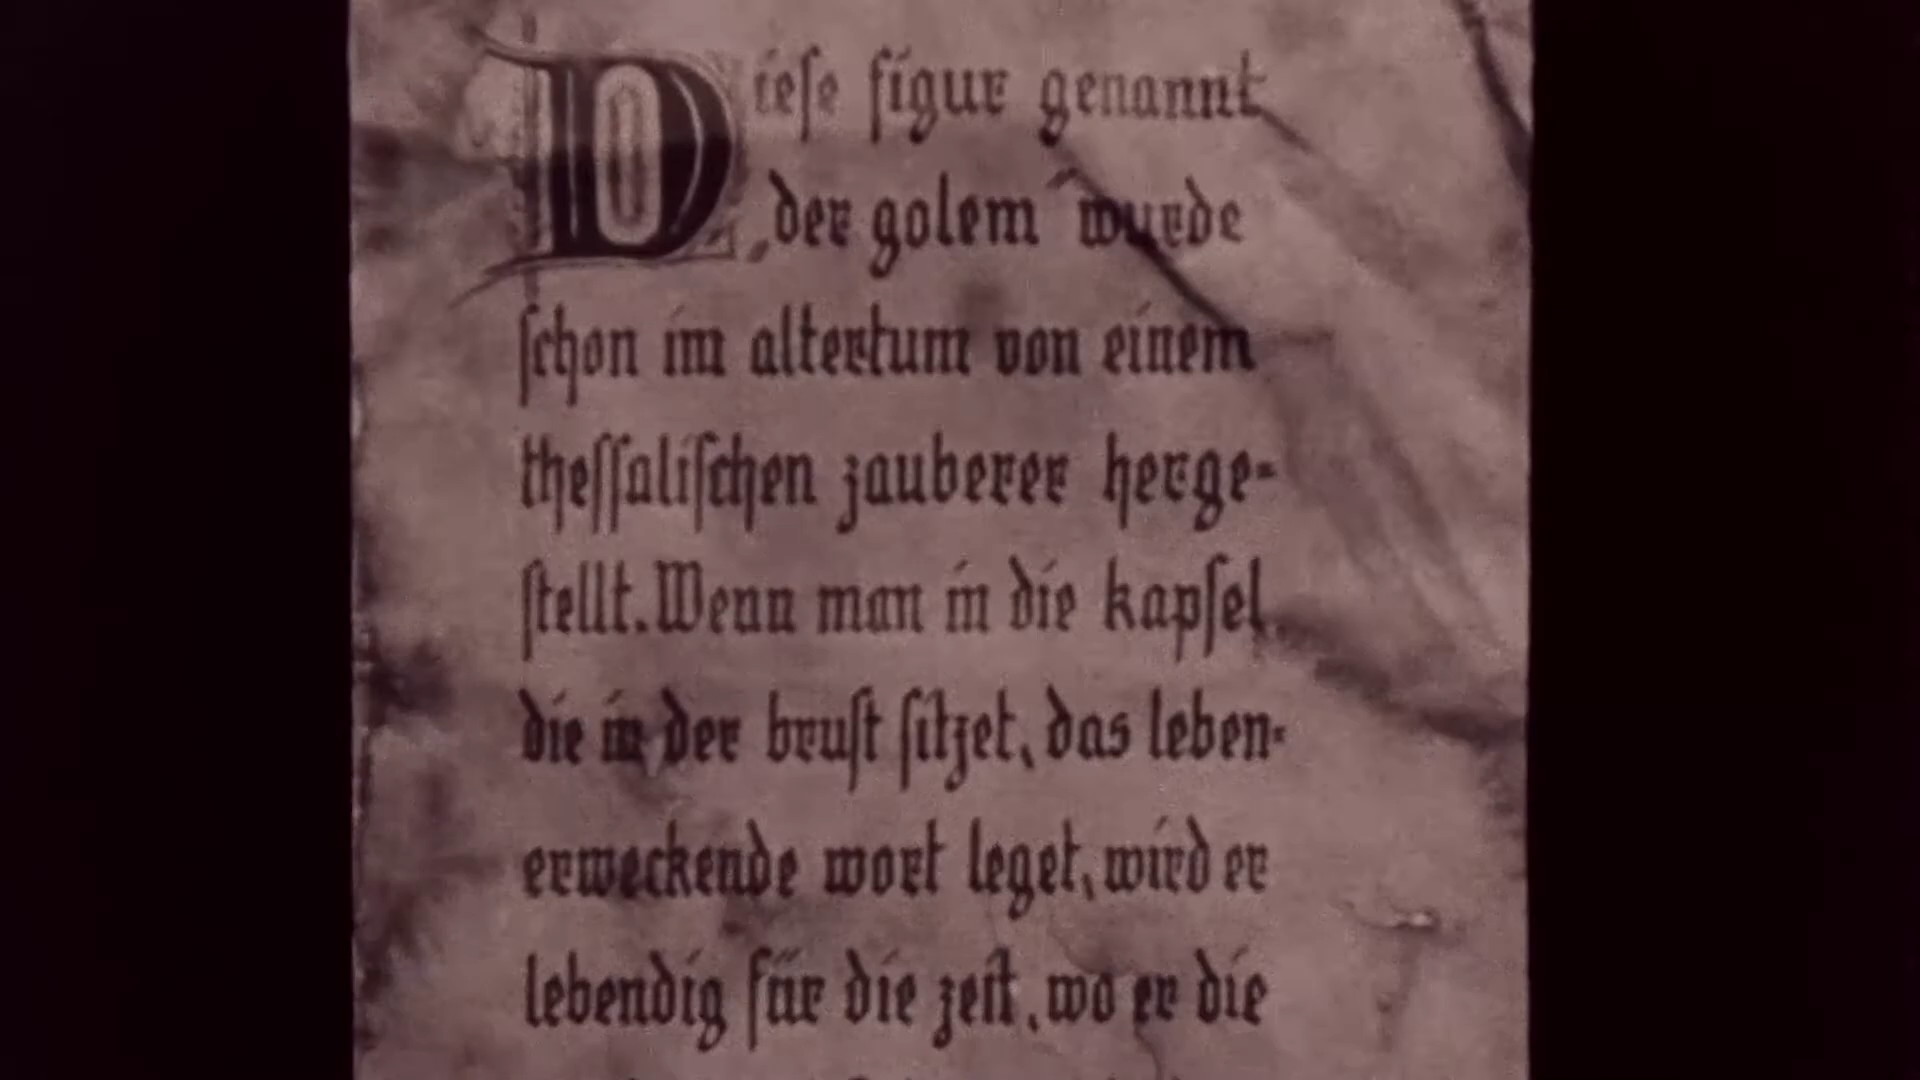 Diese figur genannt
„der golem“ wurde
ſchon im altertum von einem
theſſaliſchen zauberer herge-
ſtellt. Wenn man in die kapſel
die in der bruſt ſitzet, das leben-
erweckende wort leget, wird er
lebendig für die zeit, wo er die